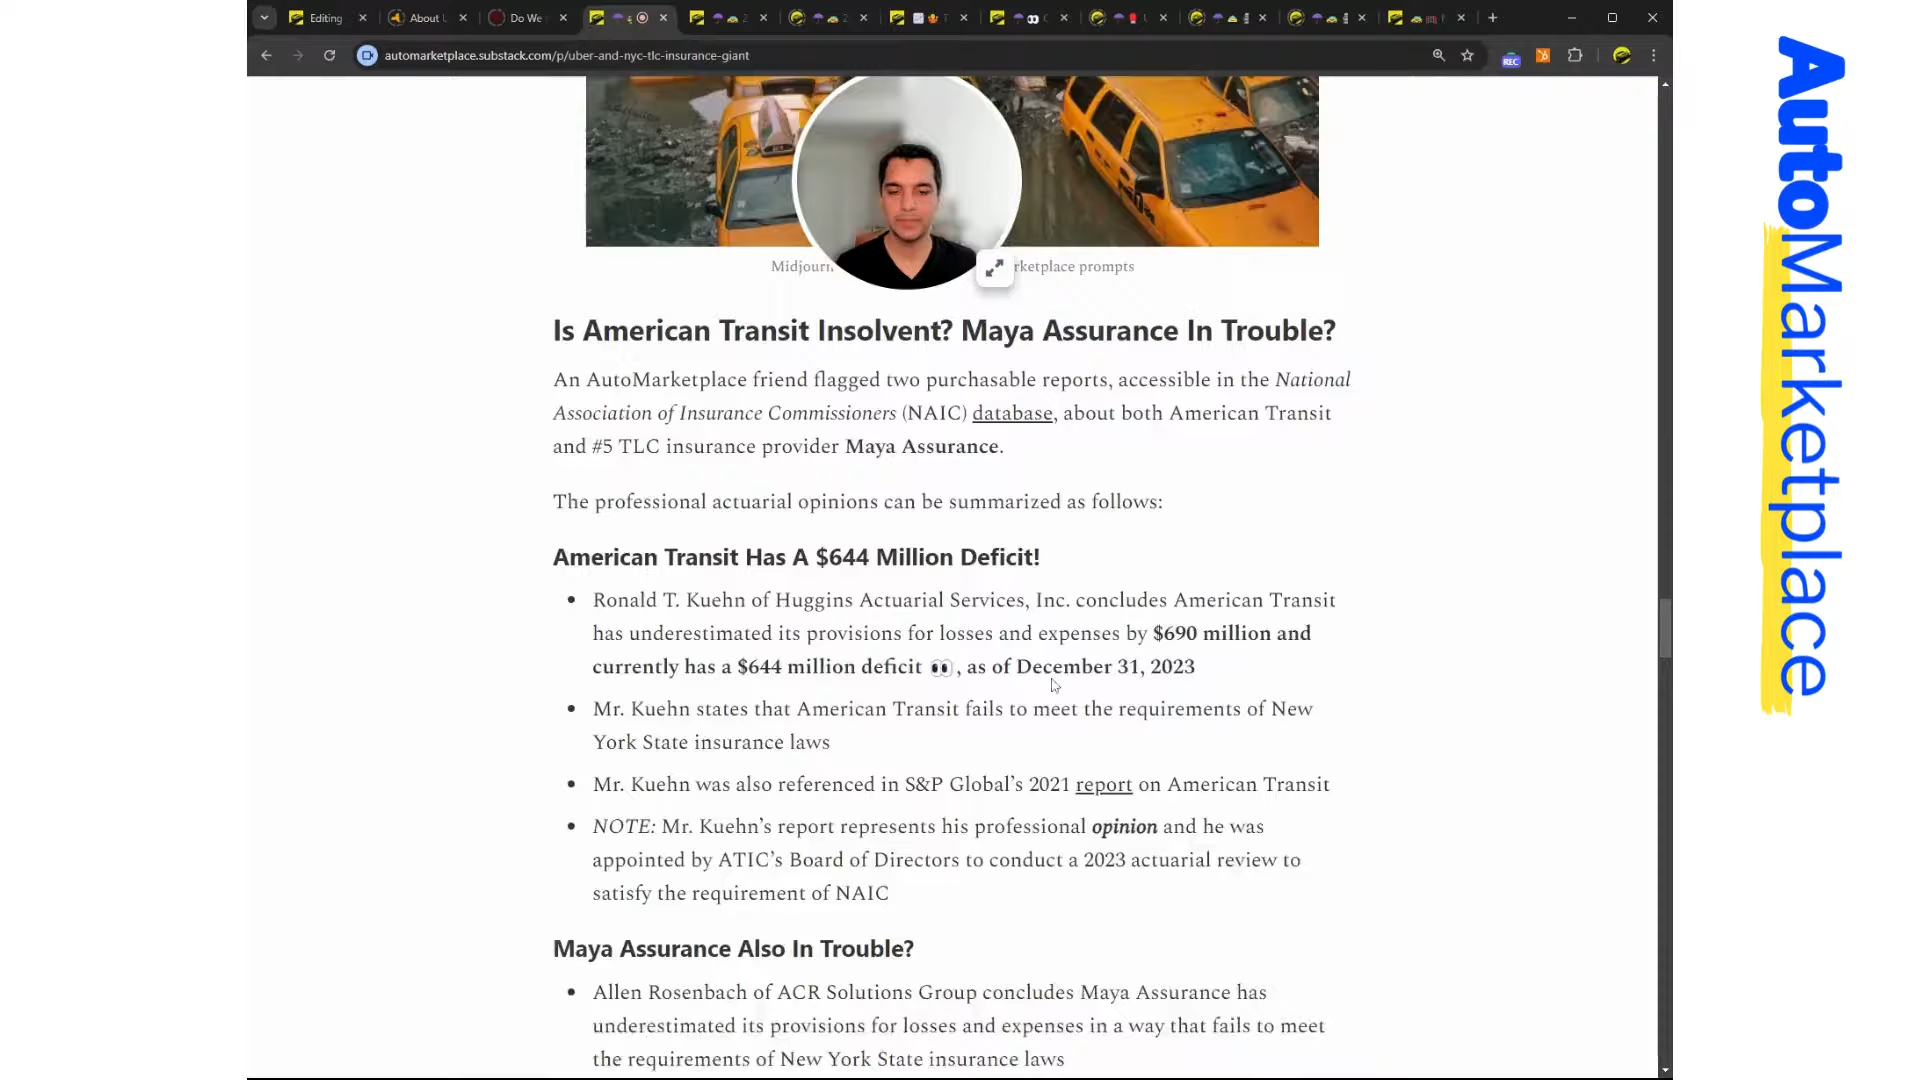 Editing
About U
Do We
automarketplace.substack.com/p/uber-and-nyc-tlc-insurance-giant
REC
Midjourn
rketplace prompts
Is American Transit Insolvent? Maya Assurance In Trouble?
An AutoMarketplace friend flagged two purchasable reports, accessible in the National
Association of Insurance Commissioners (NAIC) database, about both American Transit
and #5 TLC insurance provider Maya Assurance.
The professional actuarial opinions can be summarized as follows:
American Transit Has A $644 Million Deficit!
• Ronald T. Kuehn of Huggins Actuarial Services, Inc. concludes American Transit
has underestimated its provisions for losses and expenses by $690 million and
currently has a $644 million deficit 👀, as of December 31, 2023
• Mr. Kuehn states that American Transit fails to meet the requirements of New
York State insurance laws
• Mr. Kuehn was also referenced in S&P Global’s 2021 report on American Transit
• NOTE: Mr. Kuehn’s report represents his professional opinion and he was
appointed by ATIC’s Board of Directors to conduct a 2023 actuarial review to
satisfy the requirement of NAIC
Maya Assurance Also In Trouble?
• Allen Rosenbach of ACR Solutions Group concludes Maya Assurance has
underestimated its provisions for losses and expenses in a way that fails to meet
the requirements of New York State insurance laws
AutoMarketplace